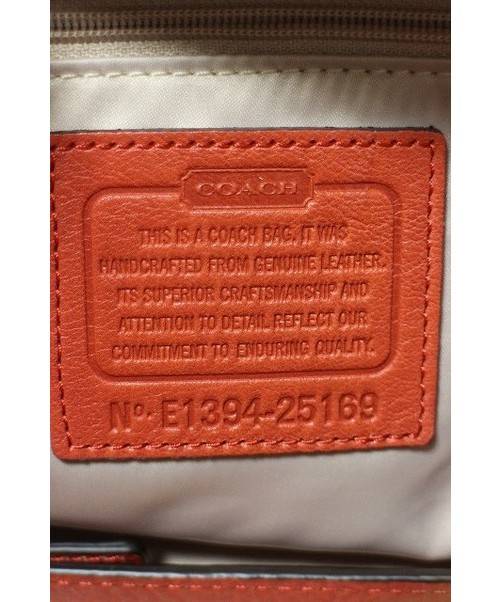 COACH
THIS IS A COACH BAG. IT WAS
HANDCRAFTED FROM GENUINE LEATHER.
ITS SUPERIOR CRAFTSMANSHIP AND
ATTENTION TO DETAIL REFLECT OUR
COMMITMENT TO ENDURING QUALITY.
No. E1394-25169